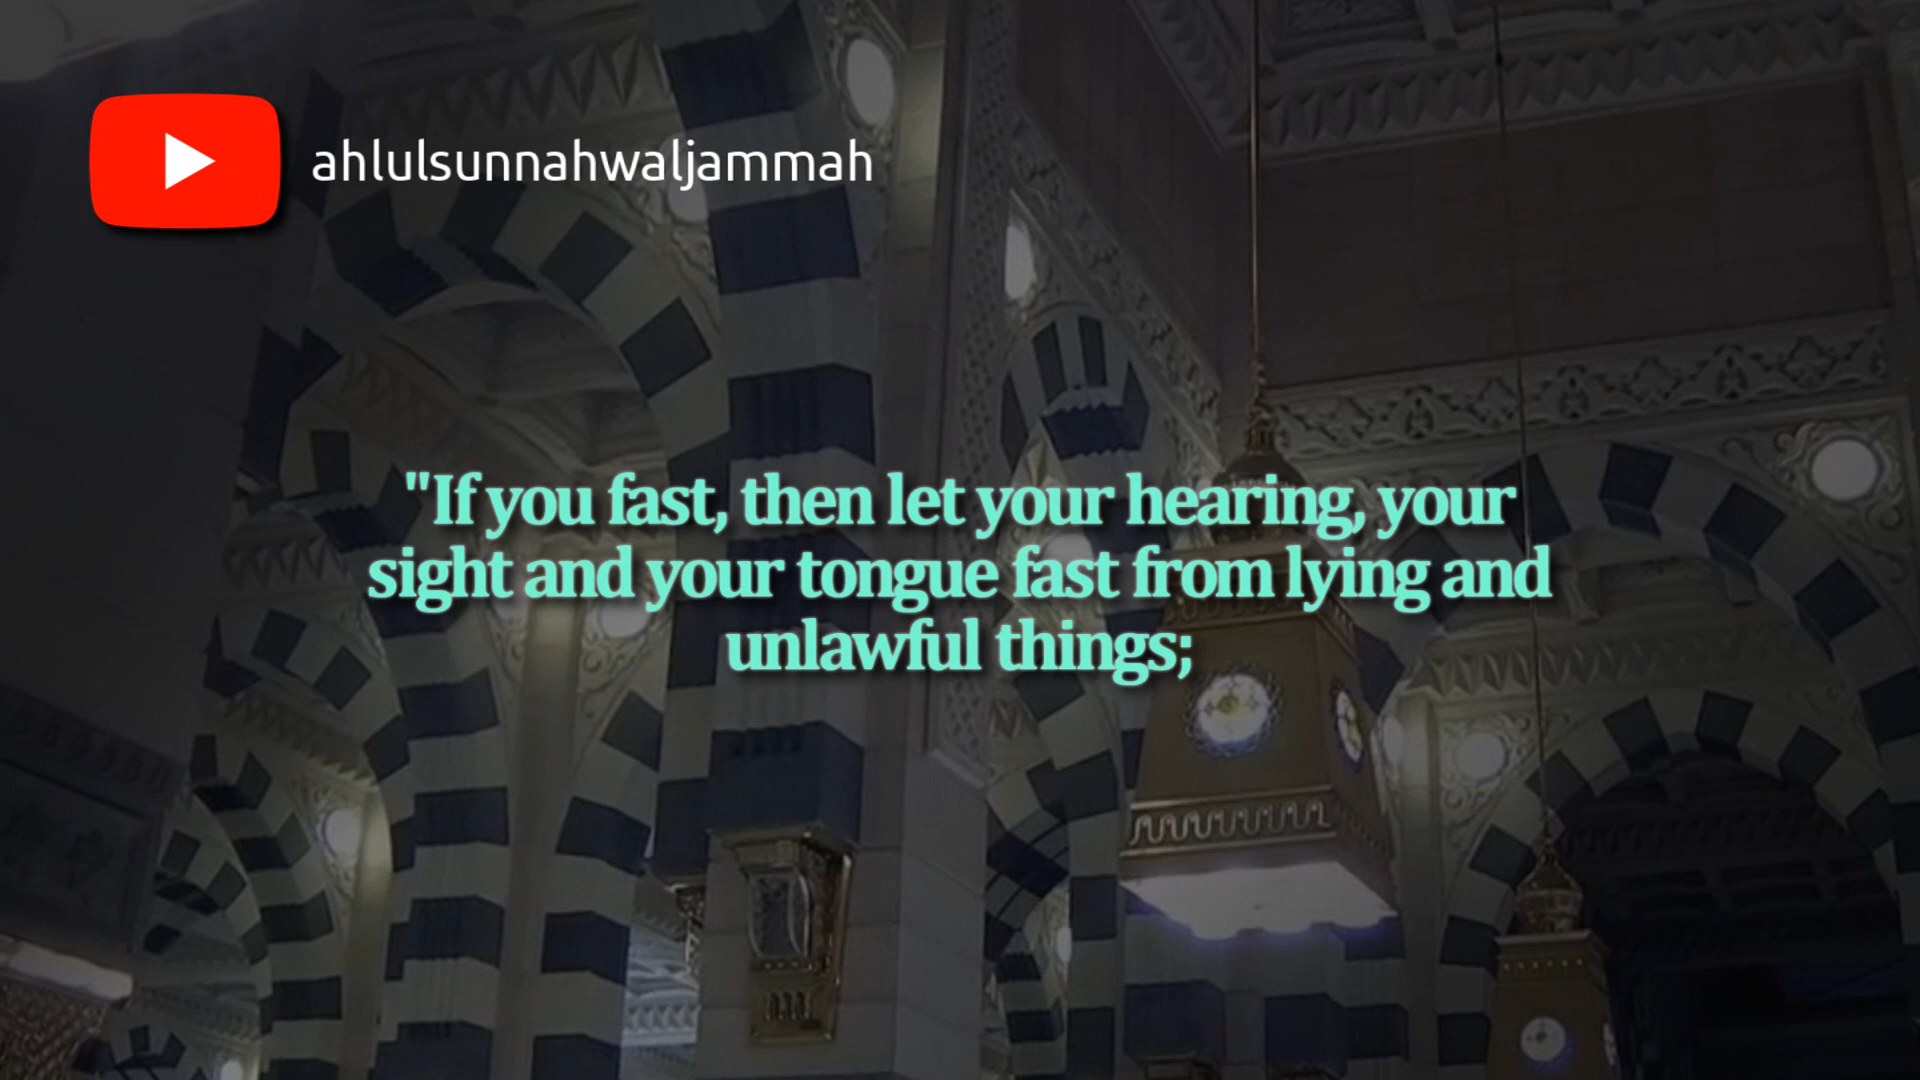 ahlulsunnahwaljammah
"If you fast, then let your hearing, your
sight and your tongue fast from lying and
unlawful things;